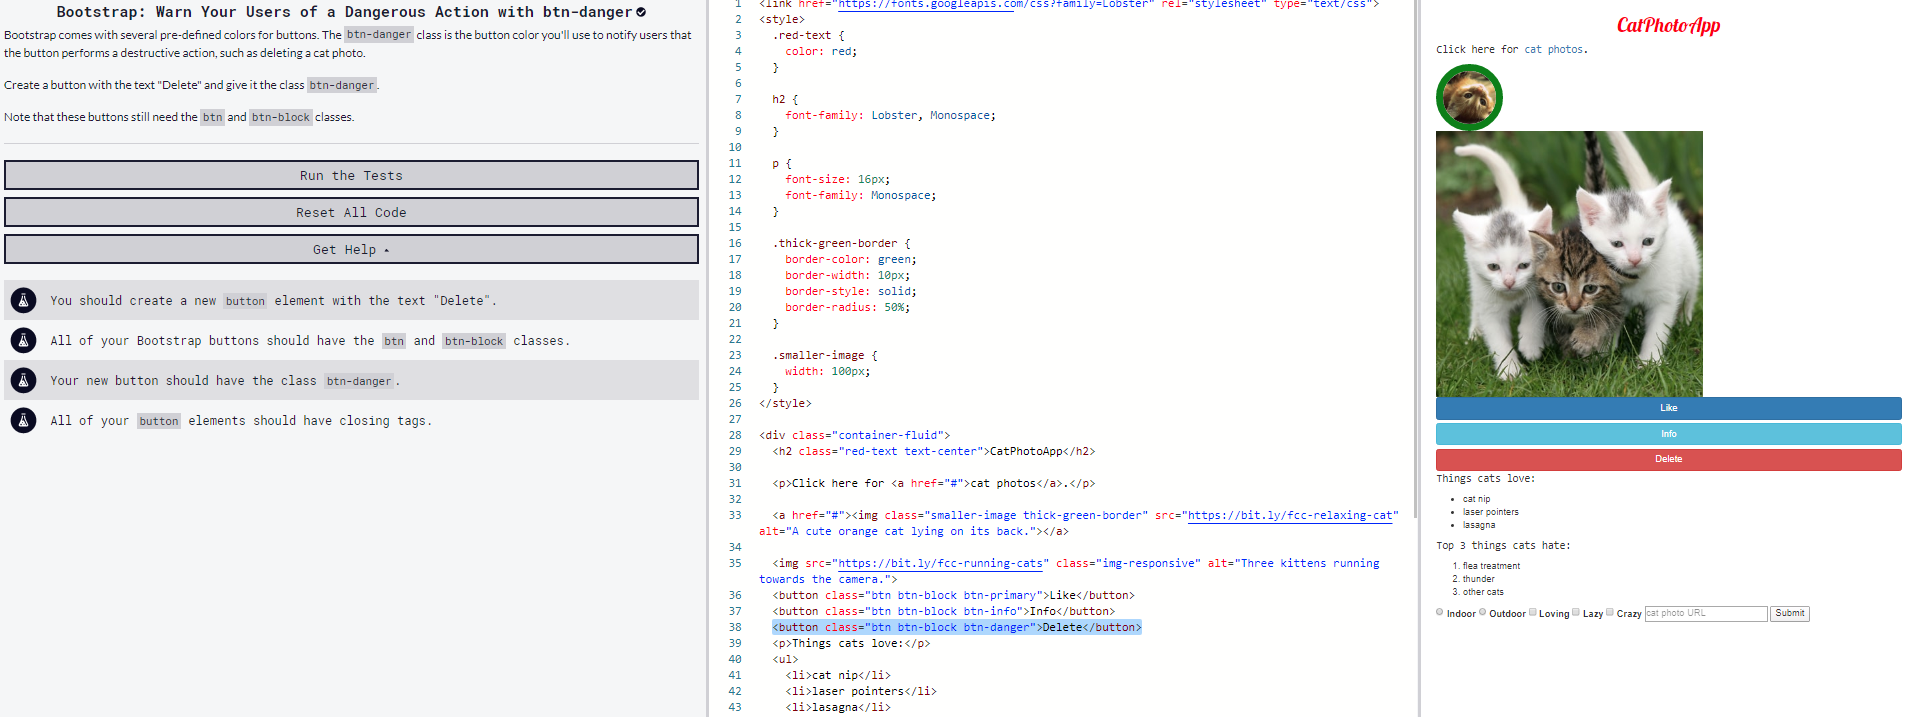 Bootstrap: Warn Your Users of a Dangerous Action with btn-danger
Bootstrap comes with several pre-defined colors for buttons. The btn-danger class is the button color you'll use to notify users that
the button performs a destructive action, such as deleting a cat photo.
Create a button with the text "Delete" and give it the class btn-danger.
Note that these buttons still need the btn and btn-block classes.
Run the Tests
Reset All Code
Get Help
You should create a new button element with the text "Delete".
All of your Bootstrap buttons should have the btn and btn-block classes.
Your new button should have the class btn-danger.
All of your button elements should have closing tags.
1 <link href="https://fonts.googleapis.com/css?family=Lobster" rel="stylesheet" type="text/css">
2 <style>
3 .red-text {
4 color: red;
5 }
6
7 h2 {
8 font-family: Lobster, Monospace;
9 }
10
11 p {
12 font-size: 16px;
13 font-family: Monospace;
14 }
15
16 .thick-green-border {
17 border-color: green;
18 border-width: 10px;
19 border-style: solid;
20 border-radius: 50%;
21 }
22
23 .smaller-image {
24 width: 100px;
25 }
26 </style>
27
28 <div class="container-fluid">
29 <h2 class="red-text text-center">CatPhotoApp</h2>
30
31 <p>Click here for <a href="#">cat photos</a>.</p>
32
33 <a href="#"><img class="smaller-image thick-green-border" src="https://bit.ly/fcc-relaxing-cat"
alt="A cute orange cat lying on its back."></a>
34
35 <img src="https://bit.ly/fcc-running-cats" class="img-responsive" alt="Three kittens running
towards the camera.">
36 <button class="btn btn-block btn-primary">Like</button>
37 <button class="btn btn-block btn-info">Info</button>
38 <button class="btn btn-block btn-danger">Delete</button>
39 <p>Things cats love:</p>
40 <ul>
41 <li>cat nip</li>
42 <li>laser pointers</li>
43 <li>lasagna</li>
CatPhotoApp
Click here for cat photos.
Like
Info
Delete
Things cats love:
cat nip
laser pointers
lasagna
Top 3 things cats hate:
1. flea treatment
2. thunder
3. other cats
Indoor Outdoor Loving Lazy Crazy cat photo URL Submit